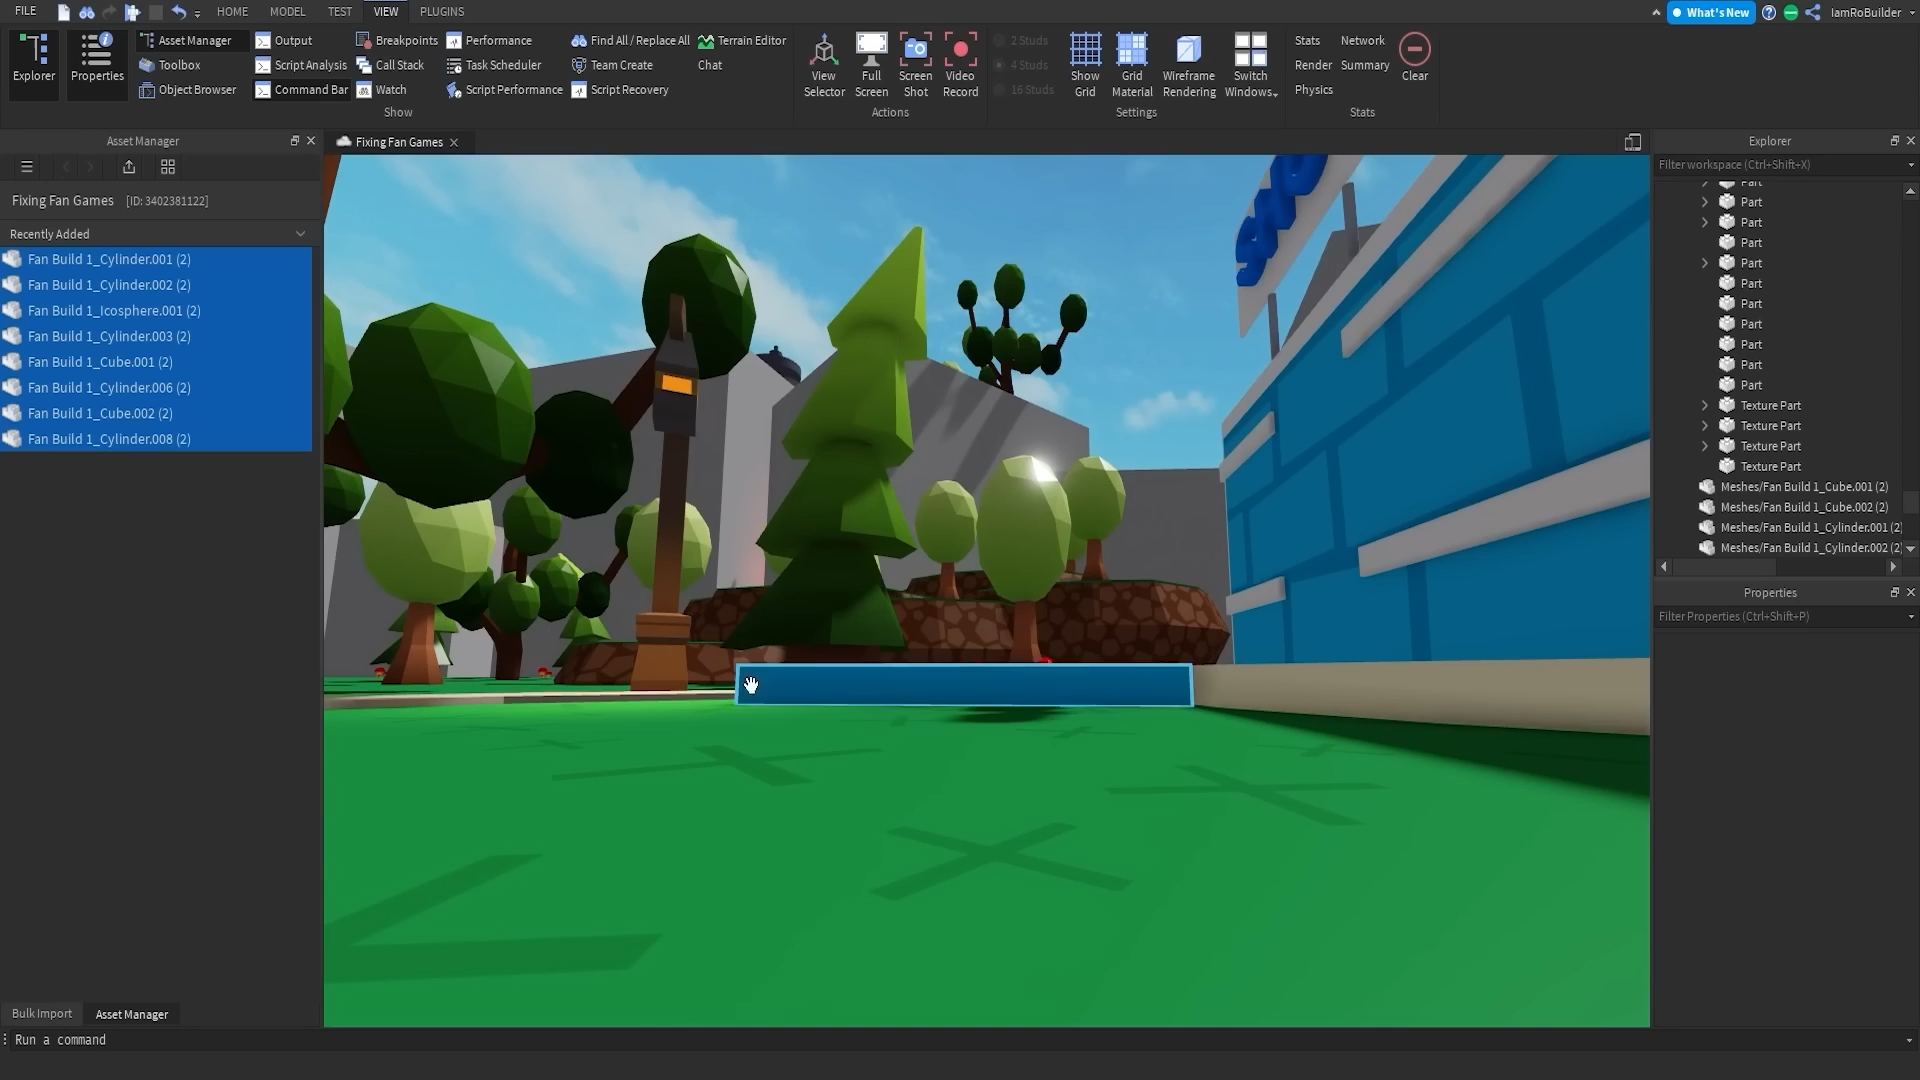 FILE HOME MODEL TEST VIEW PLUGINS What's New IamRoBuilder
Explorer Properties
Asset Manager
Toolbox
Object Browser
Output
Script Analysis
Command Bar
Breakpoints
Call Stack
Watch
Performance
Task Scheduler
Script Performance
Find All / Replace All
Team Create
Script Recovery
Terrain Editor
Chat
Show
View
Selector
Full
Screen
Screen
Shot
Video
Record
Actions
2 Studs
4 Studs
16 Studs
Show
Grid
Grid
Material
Wireframe
Rendering
Switch
Windows
Settings
Stats
Render
Physics
Network
Summary
Clear
Stats
Asset Manager
Fixing Fan Games [ID: 3402381122]
Recently Added
Fan Build 1_Cylinder.001 (2)
Fan Build 1_Cylinder.002 (2)
Fan Build 1_Icosphere.001 (2)
Fan Build 1_Cylinder.003 (2)
Fan Build 1_Cube.001 (2)
Fan Build 1_Cylinder.006 (2)
Fan Build 1_Cube.002 (2)
Fan Build 1_Cylinder.008 (2)
Bulk Import Asset Manager
Run a command
Fixing Fan Games
Explorer
Filter workspace (Ctrl+Shift+X)
Part
Part
Part
Part
Part
Part
Part
Part
Part
Part
Part
Texture Part
Texture Part
Texture Part
Texture Part
Meshes/Fan Build 1_Cube.001 (2)
Meshes/Fan Build 1_Cube.002 (2)
Meshes/Fan Build 1_Cylinder.001 (2)
Meshes/Fan Build 1_Cylinder.002 (2)
Properties
Filter Properties (Ctrl+Shift+P)